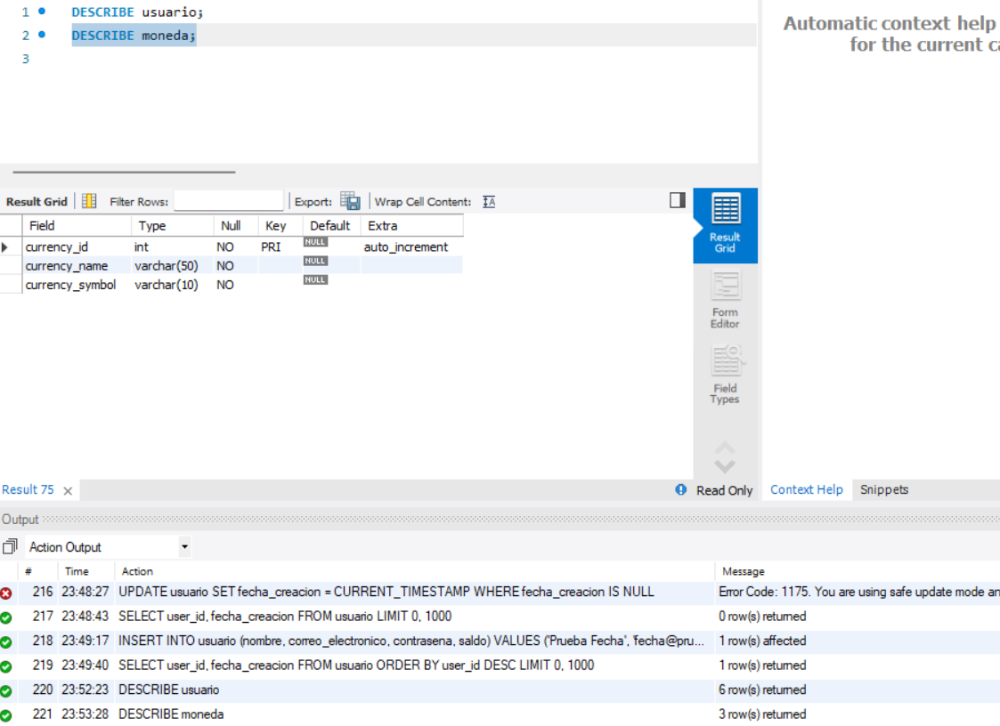 1 DESCRIBE usuario;
2 DESCRIBE moneda;
3
Automatic context help
for the current
Result Grid Filter Rows: Export: Wrap Cell Content:
Field Type Null Key Default Extra
currency_id int NO PRI NULL auto_increment
currency_name varchar(50) NO NULL
currency_symbol varchar(10) NO NULL
Result
Grid
Form
Editor
Field
Types
Result 75 Read Only Context Help Snippets
Output
Action Output
# Time Action Message
216 23:48:27 UPDATE usuario SET fecha_creacion = CURRENT_TIMESTAMP WHERE fecha_creacion IS NULL Error Code: 1175. You are using safe update mode an
217 23:48:43 SELECT user_id, fecha_creacion FROM usuario LIMIT 0, 1000 0 row(s) returned
218 23:49:17 INSERT INTO usuario (nombre, correo_electronico, contrasena, saldo) VALUES ('Prueba Fecha', 'fecha@pru... 1 row(s) affected
219 23:49:40 SELECT user_id, fecha_creacion FROM usuario ORDER BY user_id DESC LIMIT 0, 1000 1 row(s) returned
220 23:52:23 DESCRIBE usuario 6 row(s) returned
221 23:53:28 DESCRIBE moneda 3 row(s) returned